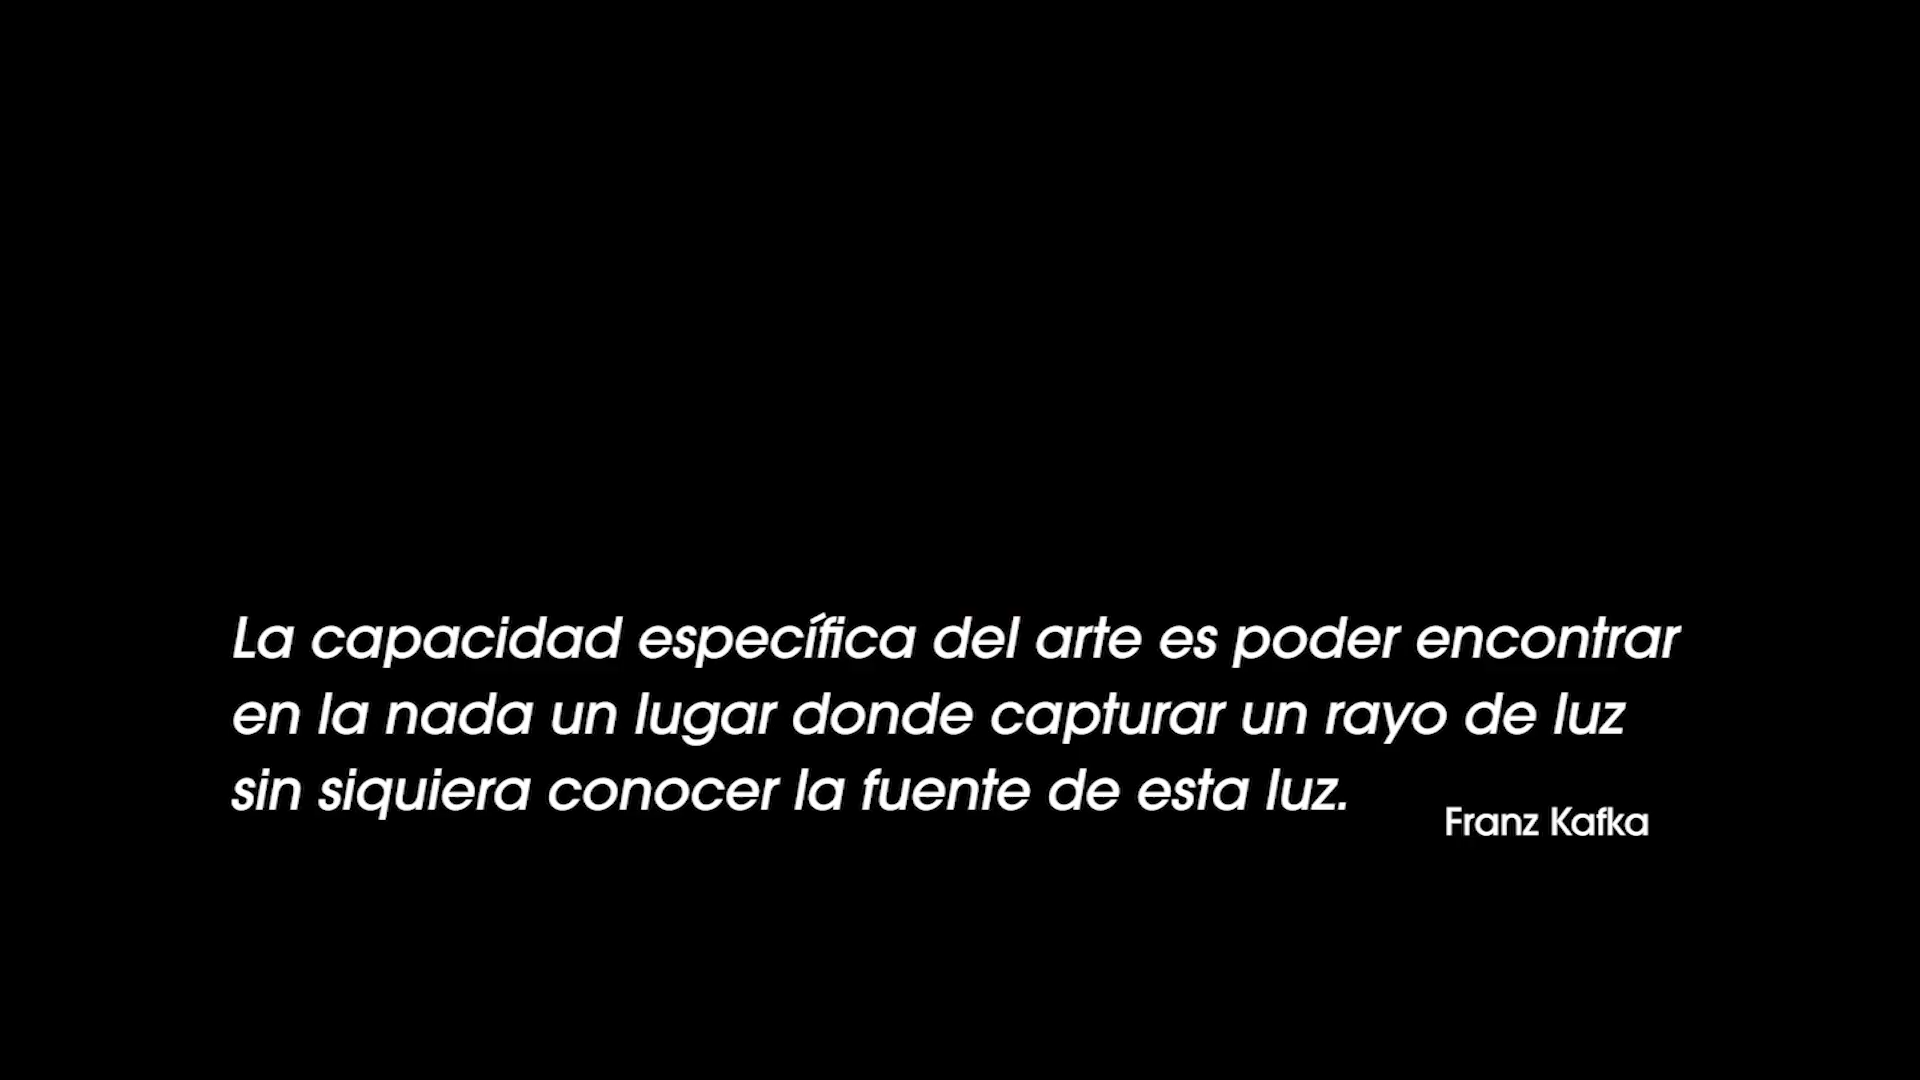 La capacidad específica del arte es poder encontrar
en la nada un lugar donde capturar un rayo de luz
sin siquiera conocer la fuente de esta luz.
Franz Kafka